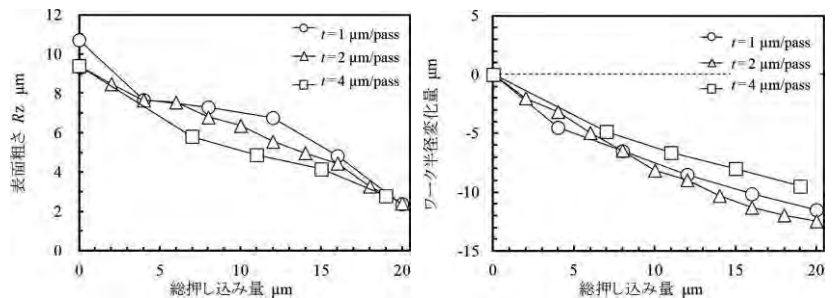 12
10
8
6
4
2
0
表面粗さ Rz μm
t=1 μm/pass
t=2 μm/pass
t=4 μm/pass
0
5
10
15
20
総押し込み量 μm
5
0
-5
-10
-15
ワーク半径変化量 μm
t=1 μm/pass
t=2 μm/pass
t=4 μm/pass
0
5
10
15
20
総押し込み量 μm